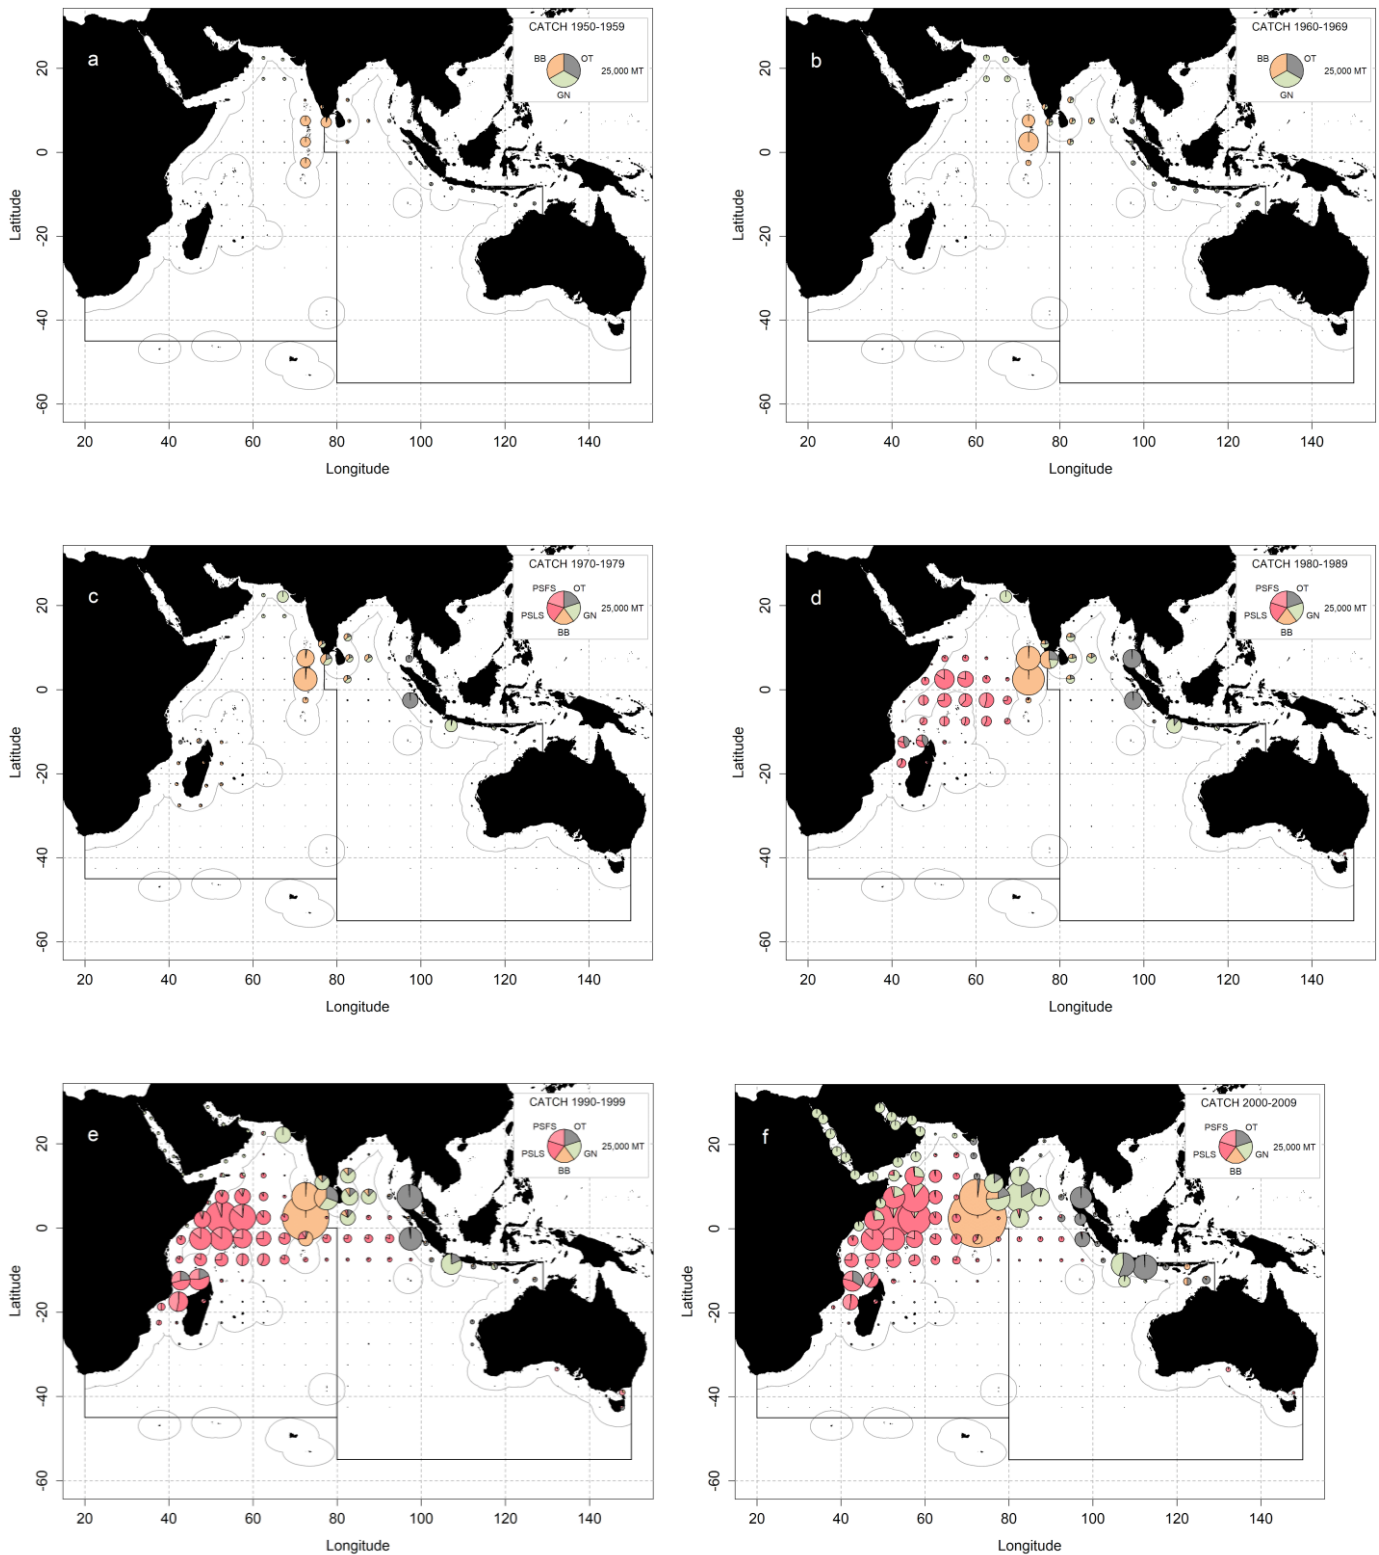 a
CATCH 1950-1959
BB
OT
25,000 MT
GN
20
0
-20
-40
-60
Latitude
20 40 60 80 100 120 140
Longitude
b
CATCH 1960-1969
BB
OT
25,000 MT
GN
20
0
-20
-40
-60
Latitude
20 40 60 80 100 120 140
Longitude
c
CATCH 1970-1979
PSFS OT
PSLS GN 25,000 MT
BB
20
0
-20
-40
-60
Latitude
20 40 60 80 100 120 140
Longitude
d
CATCH 1980-1989
PSFS OT
PSLS GN 25,000 MT
BB
20
0
-20
-40
-60
Latitude
20 40 60 80 100 120 140
Longitude
e
CATCH 1990-1999
PSFS OT
PSLS GN 25,000 MT
BB
20
0
-20
-40
-60
Latitude
20 40 60 80 100 120 140
Longitude
f
CATCH 2000-2009
PSFS OT
PSLS GN 25,000 MT
BB
20
0
-20
-40
-60
Latitude
20 40 60 80 100 120 140
Longitude